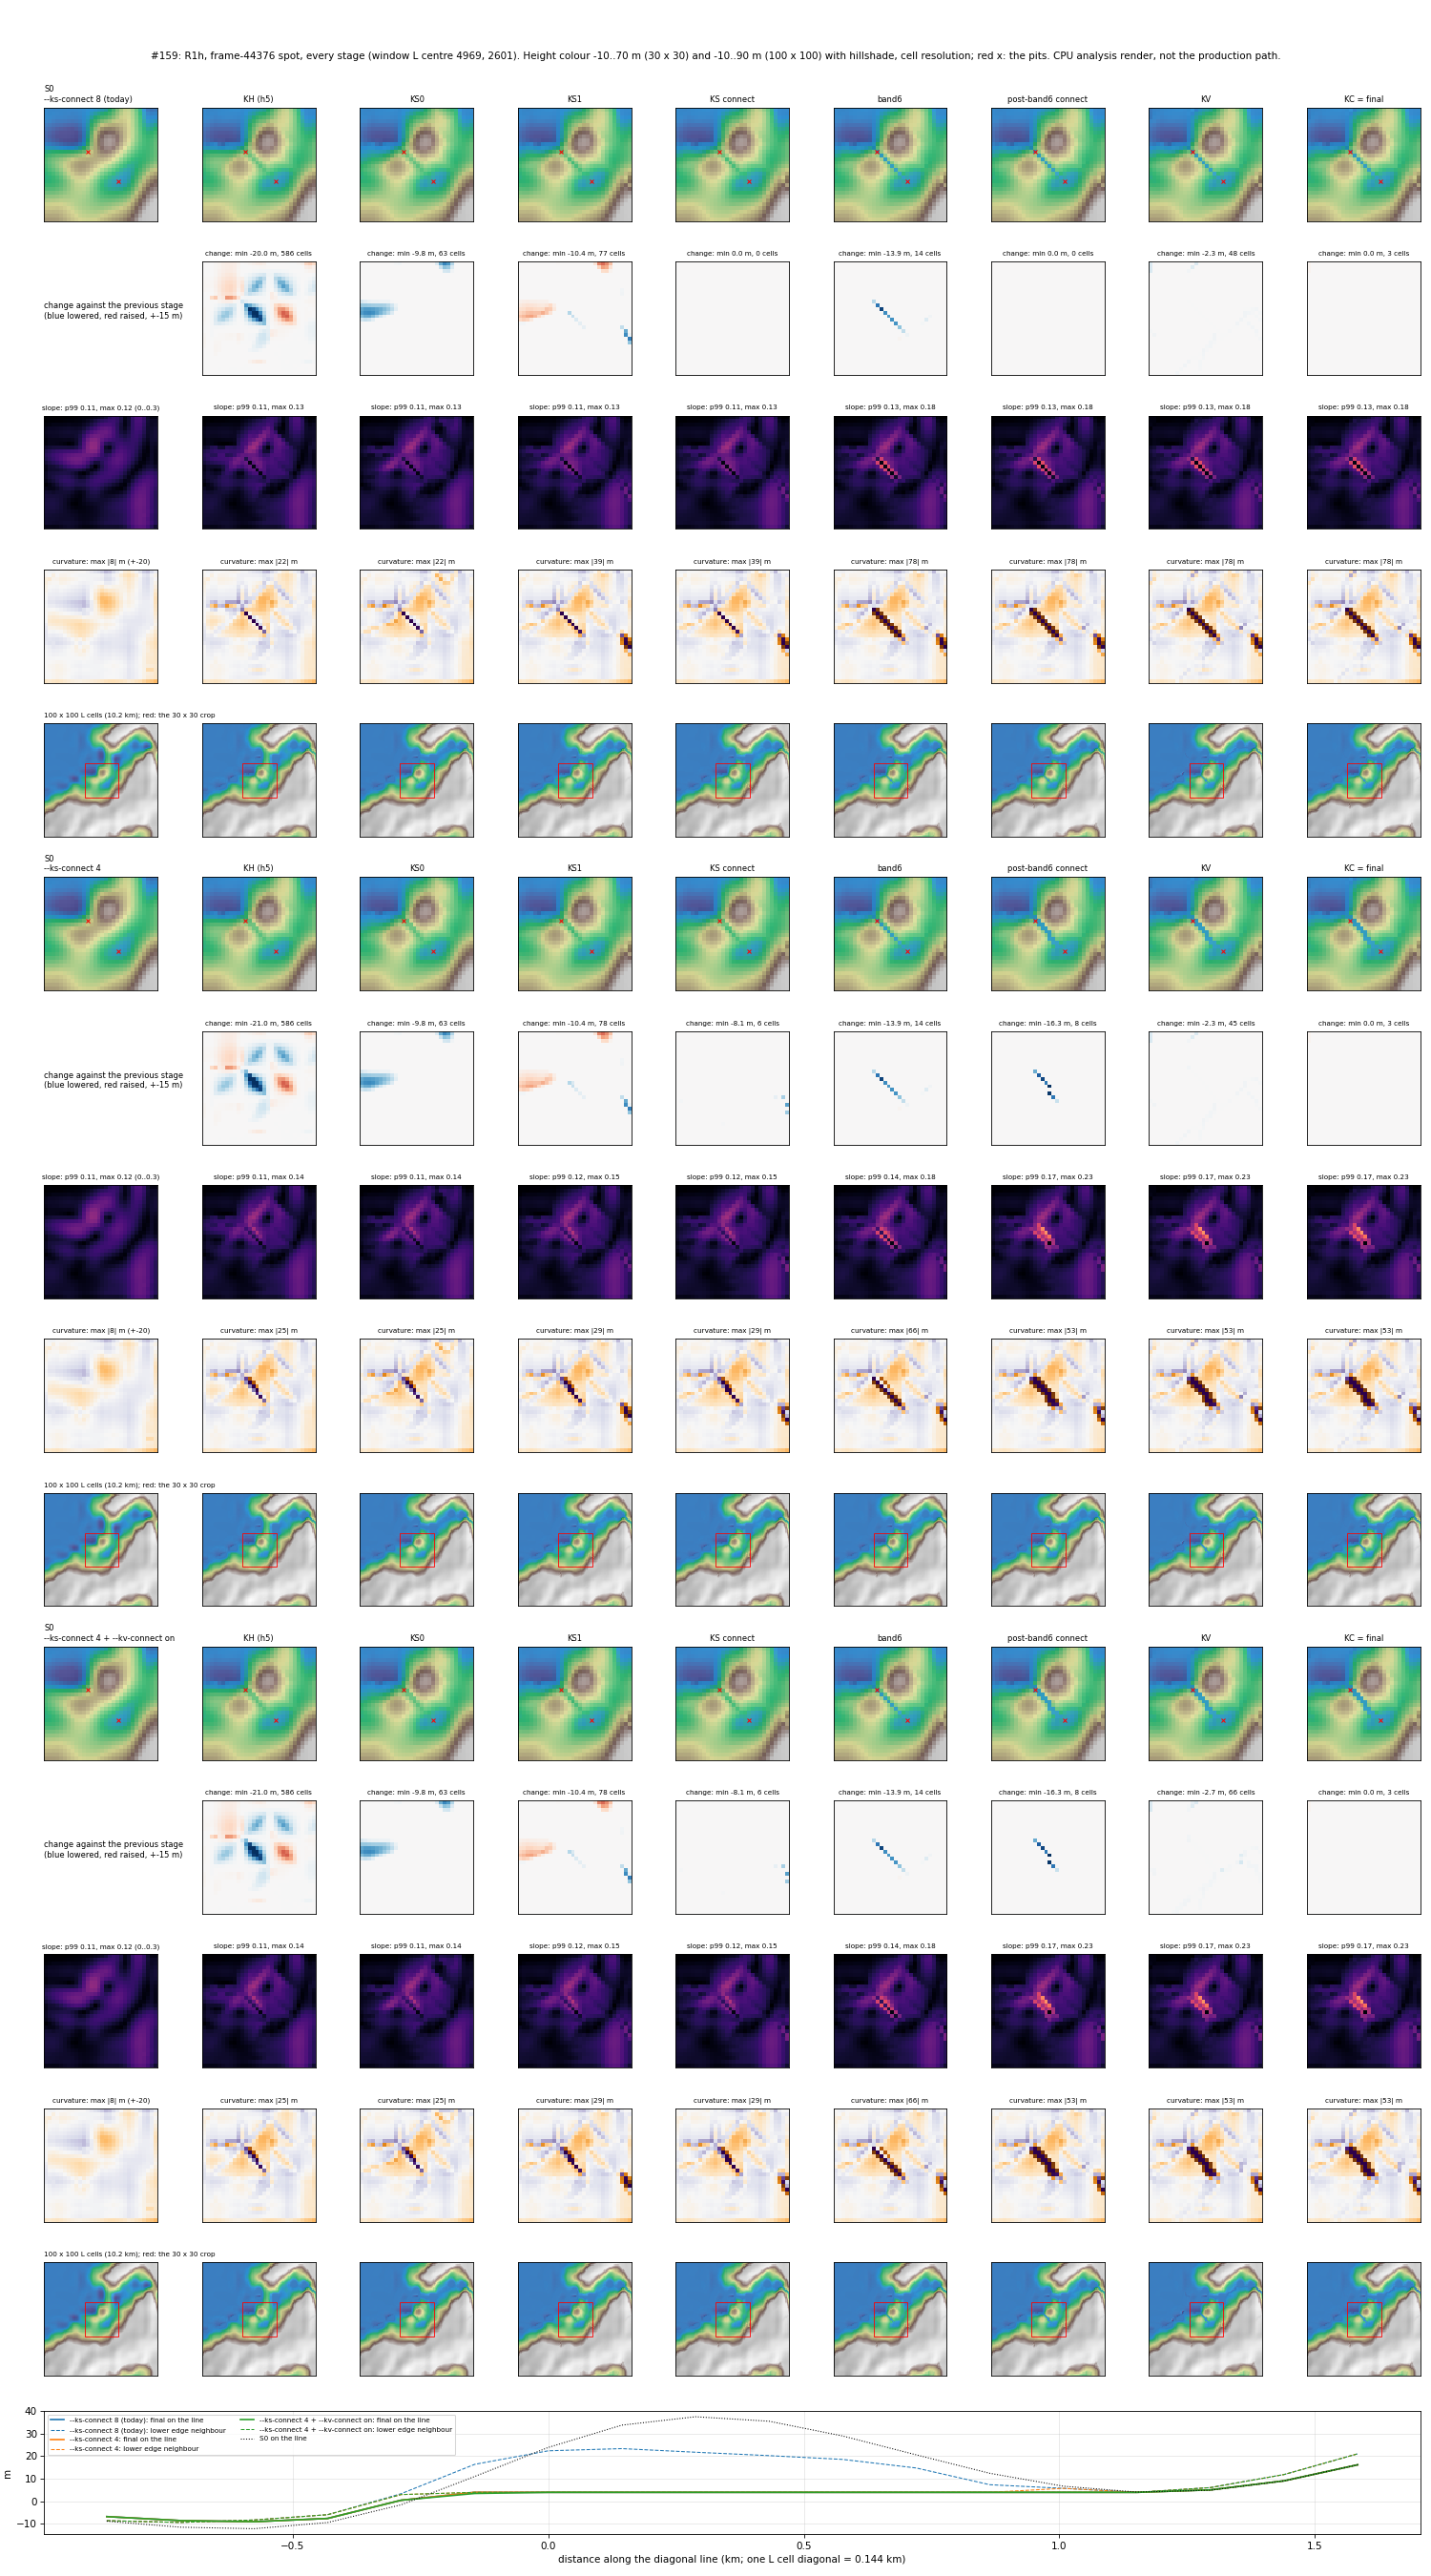 #159: R1h, frame-44376 spot, every stage (window L centre 4969, 2601). Height colour -10..70 m (30 x 30) and -10..90 m (100 x 100) with hillshade, cell resolution; red x: the pits. CPU analysis render, not the production path.
S0
--ks-connect 8 (today) KH (h5) KS0 KS1 KS connect band6 post-band6 connect KV KC = final
change: min -20.0 m, 586 cells change: min -9.8 m, 63 cells change: min -10.4 m, 77 cells change: min 0.0 m, 0 cells change: min -13.9 m, 14 cells change: min 0.0 m, 0 cells change: min -2.3 m, 48 cells change: min 0.0 m, 3 cells
change against the previous stage
(blue lowered, red raised, +-15 m)
slope: p99 0.11, max 0.12 (0..0.3) slope: p99 0.11, max 0.13 slope: p99 0.11, max 0.13 slope: p99 0.11, max 0.13 slope: p99 0.11, max 0.13 slope: p99 0.13, max 0.18 slope: p99 0.13, max 0.18 slope: p99 0.13, max 0.18 slope: p99 0.13, max 0.18
curvature: max |8| m (+-20) curvature: max |22| m curvature: max |22| m curvature: max |39| m curvature: max |39| m curvature: max |78| m curvature: max |78| m curvature: max |78| m curvature: max |78| m
100 x 100 L cells (10.2 km); red: the 30 x 30 crop
S0
--ks-connect 4 KH (h5) KS0 KS1 KS connect band6 post-band6 connect KV KC = final
change: min -21.0 m, 586 cells change: min -9.8 m, 63 cells change: min -10.4 m, 78 cells change: min -8.1 m, 6 cells change: min -13.9 m, 14 cells change: min -16.3 m, 8 cells change: min -2.3 m, 45 cells change: min 0.0 m, 3 cells
change against the previous stage
(blue lowered, red raised, +-15 m)
slope: p99 0.11, max 0.12 (0..0.3) slope: p99 0.11, max 0.14 slope: p99 0.11, max 0.14 slope: p99 0.12, max 0.15 slope: p99 0.12, max 0.15 slope: p99 0.14, max 0.18 slope: p99 0.17, max 0.23 slope: p99 0.17, max 0.23 slope: p99 0.17, max 0.23
curvature: max |8| m (+-20) curvature: max |25| m curvature: max |25| m curvature: max |29| m curvature: max |29| m curvature: max |66| m curvature: max |53| m curvature: max |53| m curvature: max |53| m
100 x 100 L cells (10.2 km); red: the 30 x 30 crop
S0
--ks-connect 4 + --kv-connect on KH (h5) KS0 KS1 KS connect band6 post-band6 connect KV KC = final
change: min -21.0 m, 586 cells change: min -9.8 m, 63 cells change: min -10.4 m, 78 cells change: min -8.1 m, 6 cells change: min -13.9 m, 14 cells change: min -16.3 m, 8 cells change: min -2.7 m, 66 cells change: min 0.0 m, 3 cells
change against the previous stage
(blue lowered, red raised, +-15 m)
slope: p99 0.11, max 0.12 (0..0.3) slope: p99 0.11, max 0.14 slope: p99 0.11, max 0.14 slope: p99 0.12, max 0.15 slope: p99 0.12, max 0.15 slope: p99 0.14, max 0.18 slope: p99 0.17, max 0.23 slope: p99 0.17, max 0.23 slope: p99 0.17, max 0.23
curvature: max |8| m (+-20) curvature: max |25| m curvature: max |25| m curvature: max |29| m curvature: max |29| m curvature: max |66| m curvature: max |53| m curvature: max |53| m curvature: max |53| m
100 x 100 L cells (10.2 km); red: the 30 x 30 crop
--ks-connect 8 (today): final on the line --ks-connect 4 + --kv-connect on: final on the line
--ks-connect 8 (today): lower edge neighbour --ks-connect 4 + --kv-connect on: lower edge neighbour
--ks-connect 4: final on the line S0 on the line
--ks-connect 4: lower edge neighbour
40
30
20
10
0
−10
m
−0.5 0.0 0.5 1.0 1.5
distance along the diagonal line (km; one L cell diagonal = 0.144 km)